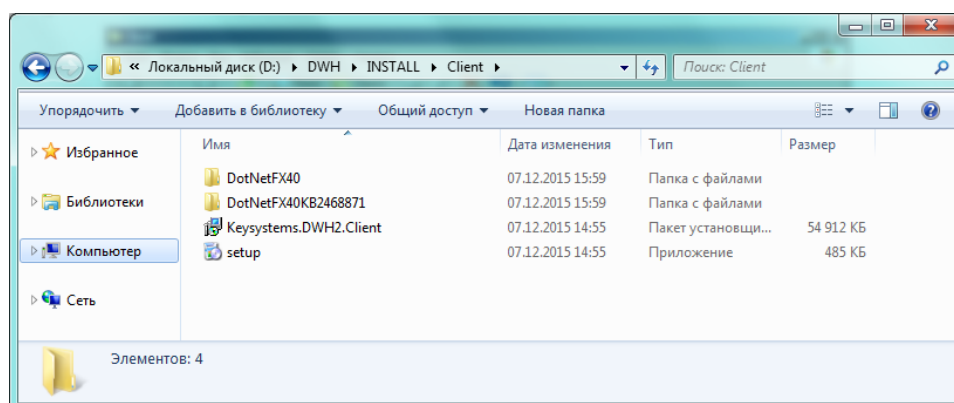 « Локальный диск (D:) ▸ DWH ▸ INSTALL ▸ Client ▸ Поиск: Client
Упорядочить ▾ Добавить в библиотеку ▾ Общий доступ ▾ Новая папка
Имя Дата изменения Тип Размер
Избранное
Библиотеки
Компьютер
Сеть
DotNetFX40 07.12.2015 15:59 Папка с файлами
DotNetFX40KB2468871 07.12.2015 15:59 Папка с файлами
Keysystems.DWH2.Client 07.12.2015 14:55 Пакет установщи... 54 912 КБ
setup 07.12.2015 14:55 Приложение 485 КБ
Элементов: 4